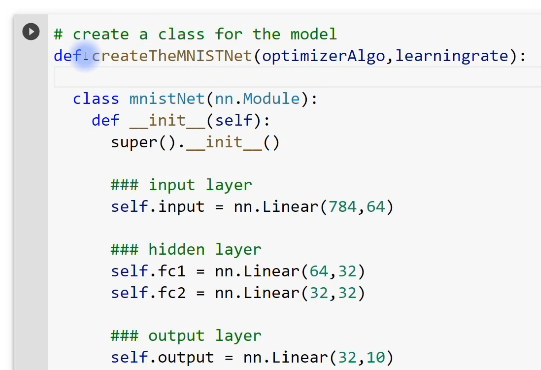 # create a class for the model
def createTheMNISTNet(optimizerAlgo,learningrate):
class mnistNet(nn.Module):
def __init__(self):
super().__init__()
### input layer
self.input = nn.Linear(784,64)
### hidden layer
self.fc1 = nn.Linear(64,32)
self.fc2 = nn.Linear(32,32)
### output layer
self.output = nn.Linear(32,10)